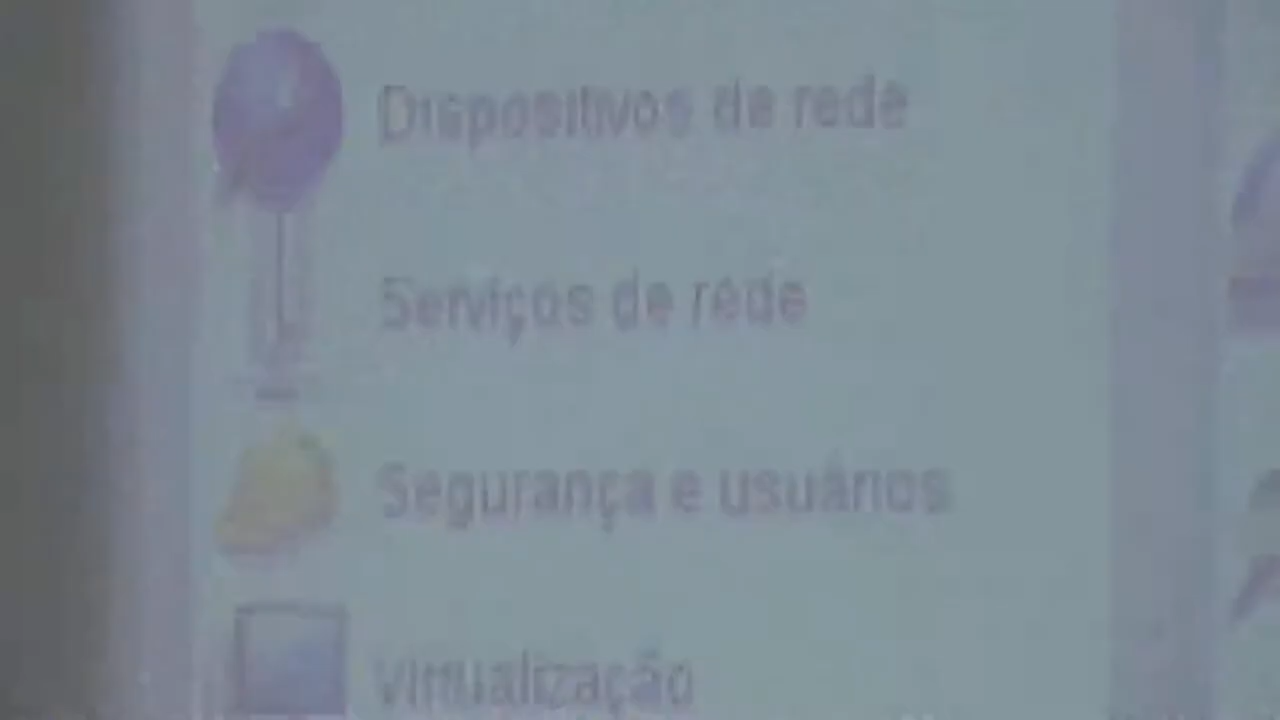 Dispositivos de rede
Serviços de rede
Segurança e usuários
Virtualização